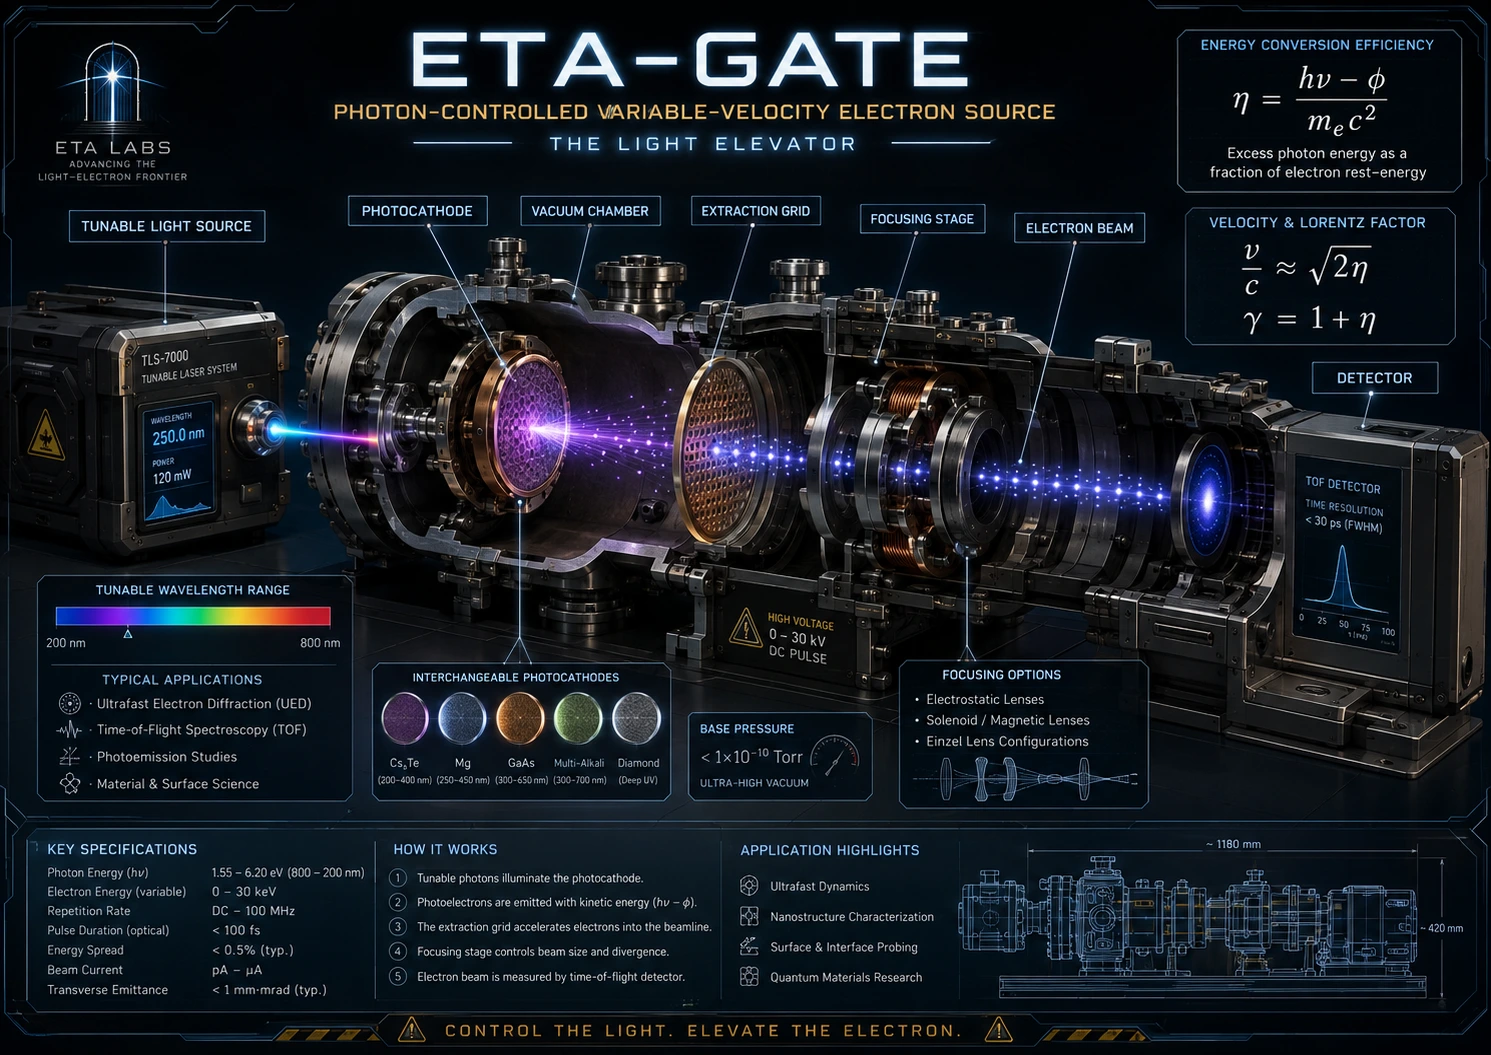 ETA LABS
ADVANCING THE
LIGHT-ELECTRON FRONTIER
ETA-GATE
PHOTON-CONTROLLED VARIABLE-VELOCITY ELECTRON SOURCE
THE LIGHT ELEVATOR
ENERGY CONVERSION EFFICIENCY
η = (hν − ϕ) / (mₑc²)
Excess photon energy as a
fraction of electron rest-energy
VELOCITY & LORENTZ FACTOR
ν/c ≈ √2η
γ = 1 + η
TUNABLE LIGHT SOURCE
PHOTOCATHODE
VACUUM CHAMBER
EXTRACTION GRID
FOCUSING STAGE
ELECTRON BEAM
DETECTOR
TLS-7000
TUNABLE LASER SYSTEM
WAVELENGTH
250.0 nm
POWER
120 mW
TOF DETECTOR
TIME RESOLUTION
< 30 ps (FWHM)
0 25 50 75 100
HIGH VOLTAGE
0 – 30 kV
DC PULSE
TUNABLE WAVELENGTH RANGE
200 nm
800 nm
TYPICAL APPLICATIONS
· Ultrafast Electron Diffraction (UED)
· Time-of-Flight Spectroscopy (TOF)
· Photoemission Studies
· Material & Surface Science
INTERCHANGEABLE PHOTOCATHODES
Cs₂Te Mg GaAs Multi-Alkali Diamond
(200–400 nm) (250–450 nm) (300–650 nm) (300–700 nm) (Deep UV)
BASE PRESSURE
< 1×10⁻¹⁰ Torr
ULTRA-HIGH VACUUM
FOCUSING OPTIONS
• Electrostatic Lenses
• Solenoid / Magnetic Lenses
• Einzel Lens Configurations
KEY SPECIFICATIONS
Photon Energy (hν) 1.55 – 6.20 eV (800 – 200 nm)
Electron Energy (variable) 0 – 30 keV
Repetition Rate DC – 100 MHz
Pulse Duration (optical) < 100 fs
Energy Spread < 0.5% (typ.)
Beam Current pA – µA
Transverse Emittance < 1 mm·mrad (typ.)
HOW IT WORKS
1 Tunable photons illuminate the photocathode.
2 Photoelectrons are emitted with kinetic energy (hν – ϕ).
3 The extraction grid accelerates electrons into the beamline.
4 Focusing stage controls beam size and divergence.
5 Electron beam is measured by time-of-flight detector.
APPLICATION HIGHLIGHTS
Ultrafast Dynamics
Nanostructure Characterization
Surface & Interface Probing
Quantum Materials Research
~ 1180 mm
~ 420 mm
CONTROL THE LIGHT. ELEVATE THE ELECTRON.